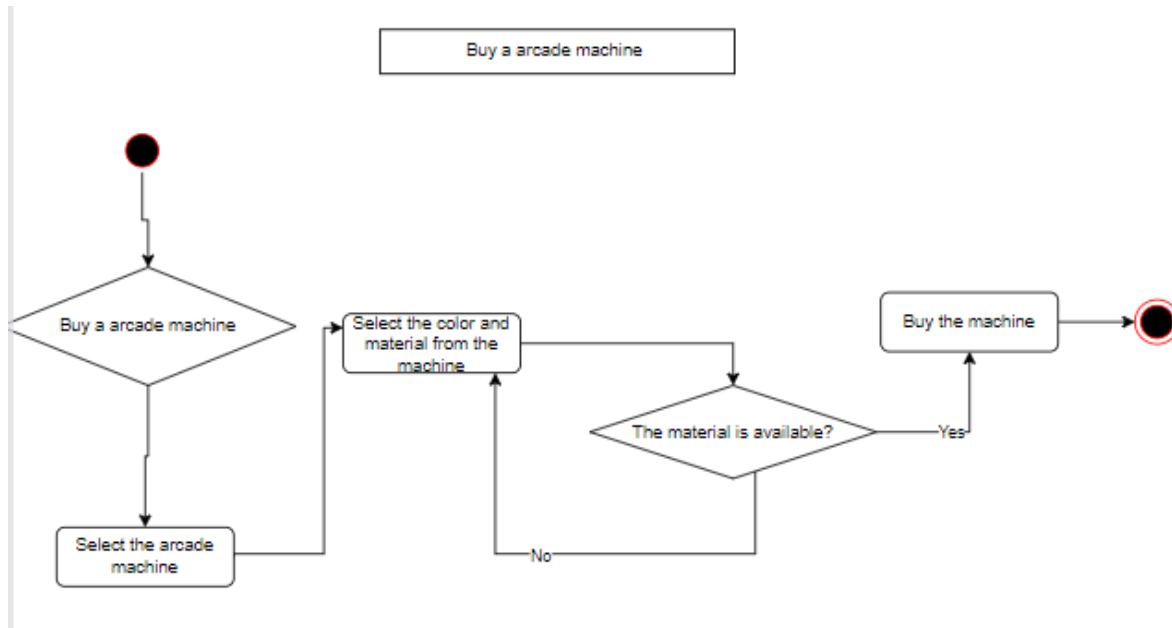 Buy a arcade machine
Buy a arcade machine
Select the arcade
machine
Select the color and
material from the
machine
The material is available?
No
Yes
Buy the machine